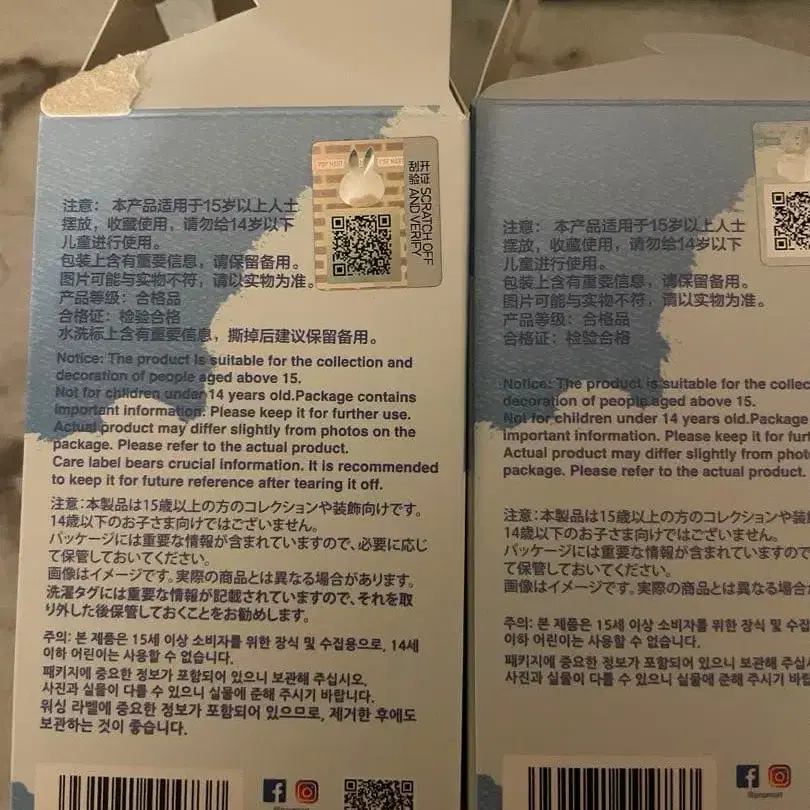 POP MART
POP MART
开 SCRATCH OFF
刮验证 AND VERIFY
注意： 本产品适用于15岁以上人士
摆放，收藏使用，请勿给14岁以下
儿童进行使用。
包装上含有重要信息，请保留备用。
图片可能与实物不符，请以实物为准。
产品等级：合格品
合格证：检验合格
水洗标上含有重要信息，撕掉后建议保留备用。
Notice: The product is suitable for the collection and
decoration of people aged above 15.
Not for children under 14 years old.Package contains
important information. Please keep it for further use.
Actual product may differ slightly from photos on the
package. Please refer to the actual product.
Care label bears crucial information. It is recommended
to keep it for future reference after tearing it off.
注意：本製品は15歳以上の方のコレクションや装飾向けです。
14歳以下のお子さま向けではございません。
パッケージには重要な情報が含まれていますので、必要に応じ
て保管しておいてください。
画像はイメージです。実際の商品とは異なる場合があります。
洗濯タグには重要な情報が記載されていますので、それを取
り外した後保管しておくことをお勧めします。
주의: 본 제품은 15세 이상 소비자를 위한 장식 및 수집용으로, 14세
이하 어린이는 사용할 수 없습니다.
패키지에 중요한 정보가 포함되어 있으니 보관해 주십시오.
사진과 실물이 다를 수 있으니 실물에 준해 주시기 바랍니다.
워싱 라벨에 중요한 정보가 포함되어 있으므로, 제거한 후에도
보관하는 것이 좋습니다.
注意： 本产品适用于15岁以上人士
摆放，收藏使用，请勿给14岁以下
儿童进行使用。
包装上含有重要信息，请保留备用。
图片可能与实物不符，请以实物为准。
产品等级：合格品
合格证：检验合格
Notice: The product is suitable for the collec
decoration of people aged above 15.
Not for children under 14 years old.Package
important information. Please keep it for furt
Actual product may differ slightly from photo
package. Please refer to the actual product.
注意：本製品は15歳以上の方のコレクションや装
14歳以下のお子さま向けではございません。
パッケージには重要な情報が含まれていますので
て保管しておいてください。
画像はイメージです。実際の商品とは異なる場合
주의: 본 제품은 15세 이상 소비자를 위한 장식 및 수집
이하 어린이는 사용할 수 없습니다.
패키지에 중요한 정보가 포함되어 있으니 보관해 주십
사진과 실물이 다를 수 있으니 실물에 준해 주시기 바랍
@popmart